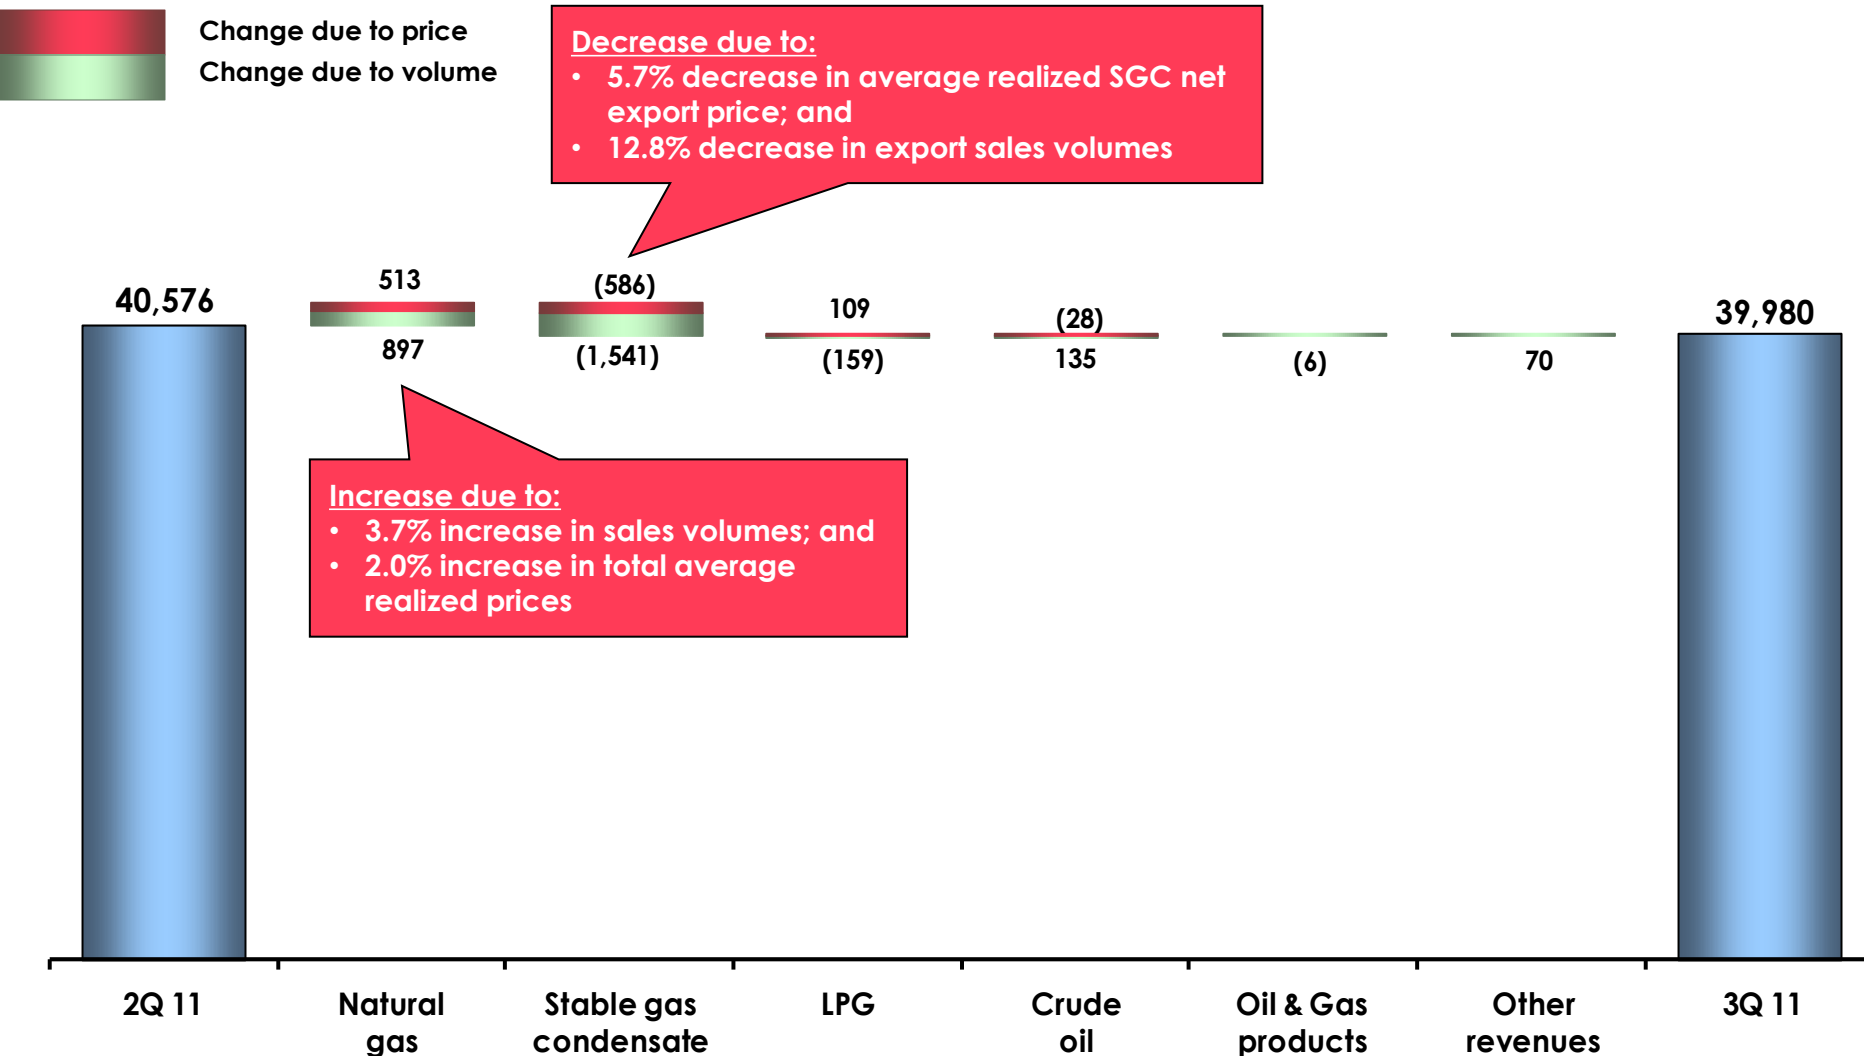 Change due to price
Change due to volume
Decrease due to:
• 5.7% decrease in average realized SGC net
export price; and
• 12.8% decrease in export sales volumes
40,576
513
897
(586)
(1,541)
109
(159)
(28)
135
(6)
70
39,980
Increase due to:
• 3.7% increase in sales volumes; and
• 2.0% increase in total average
realized prices
2Q 11
Natural
gas
Stable gas
condensate
LPG
Crude
oil
Oil & Gas
products
Other
revenues
3Q 11